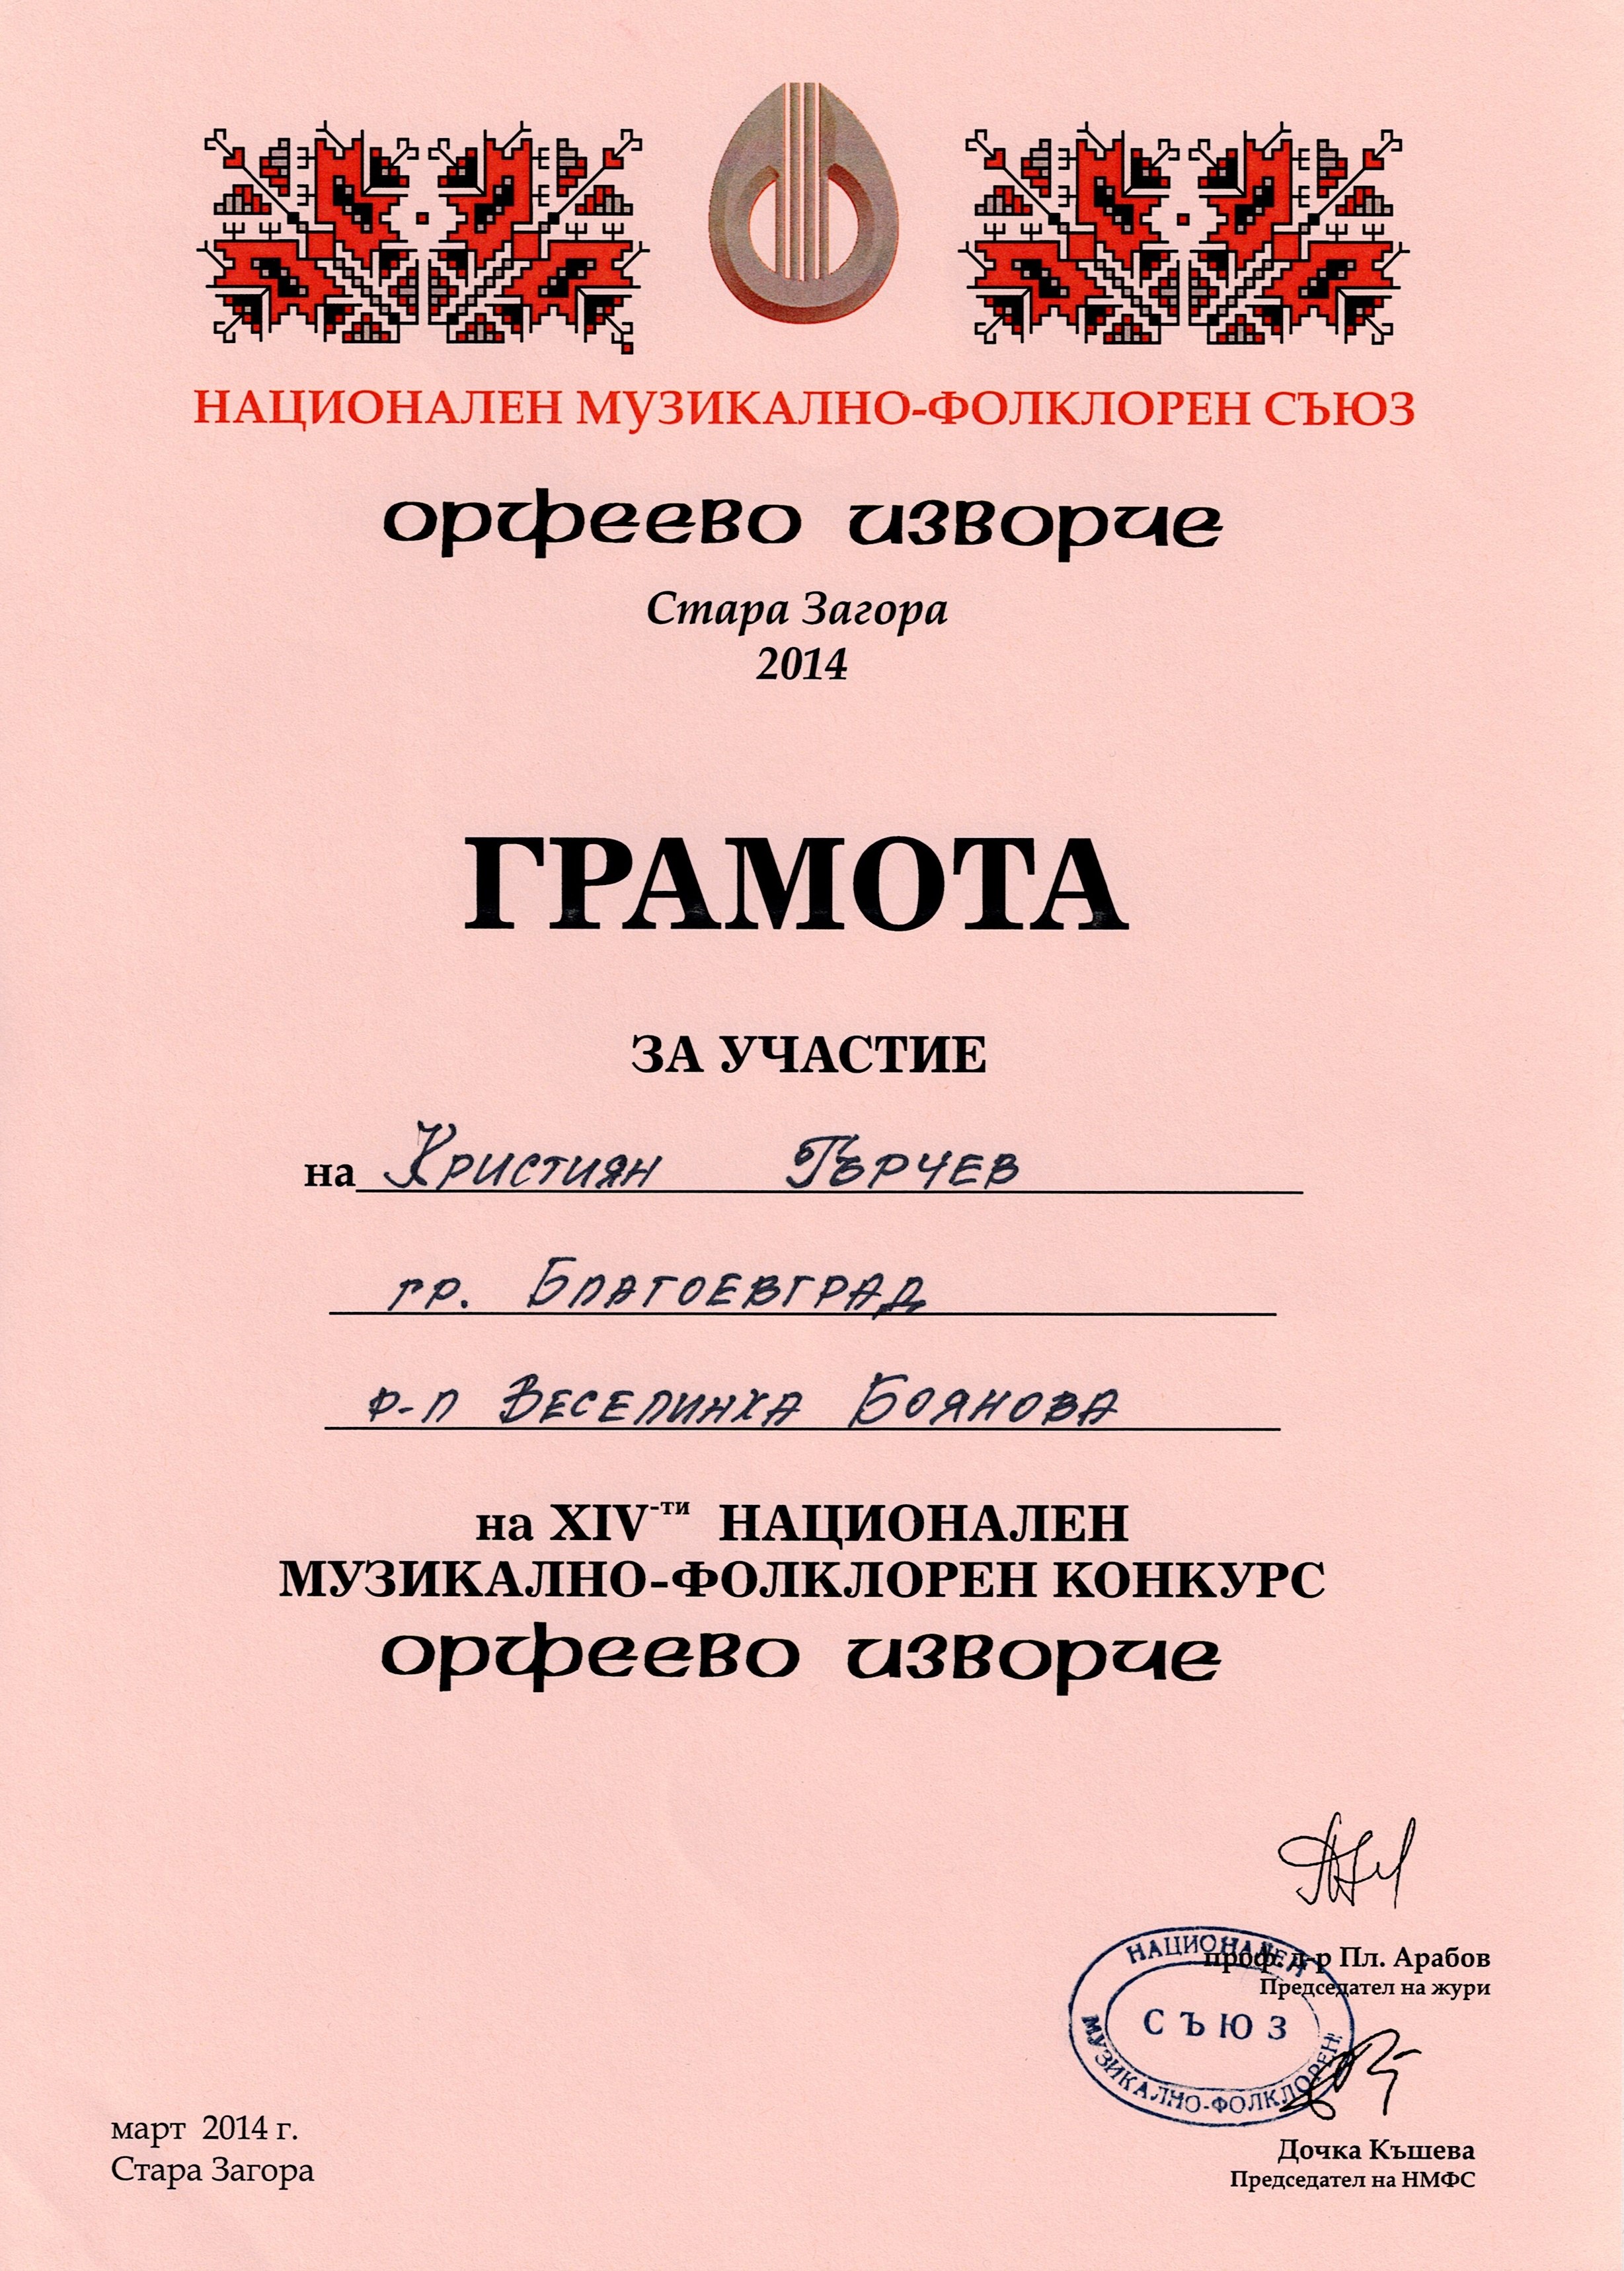 НАЦИОНАЛЕН МУЗИКАЛНО-ФОЛКЛОРЕН СЪЮЗ
орфеево изворче
Стара Загора
2014
ГРАМОТА
ЗА УЧАСТИЕ
на Кристиян Гърчев
гр. Благоевград
р-л Веселинка Боянова
на XIV-ти НАЦИОНАЛЕН
МУЗИКАЛНО-ФОЛКЛОРЕН КОНКУРС
орфеево изворче
проф. д-р Пл. Арабов
Председател на жури
НАЦИОНАЛЕН
СЪЮЗ
МУЗИКАЛНО-ФОЛКЛОРЕН
Дочка Къшева
Председател на НМФС
март 2014 г.
Стара Загора